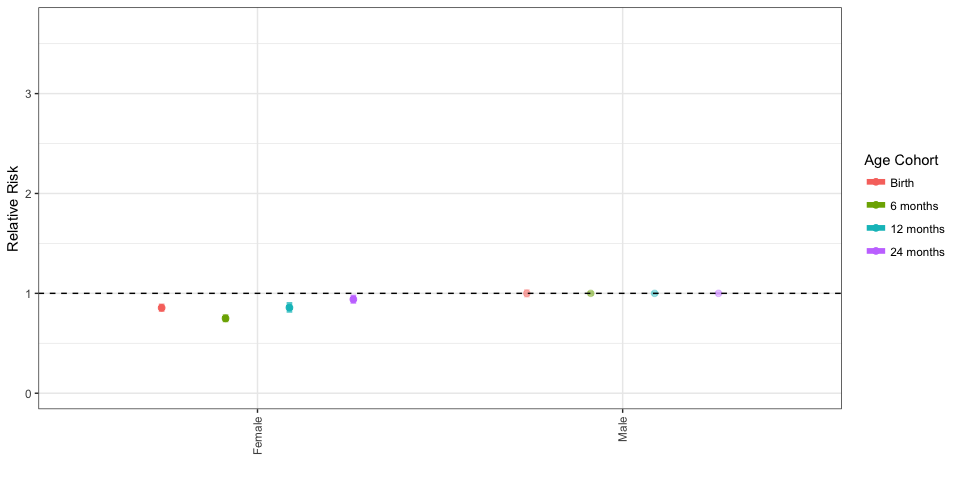 Relative Risk
3
2
1
0
Female
Male
Age Cohort
Birth
6 months
12 months
24 months